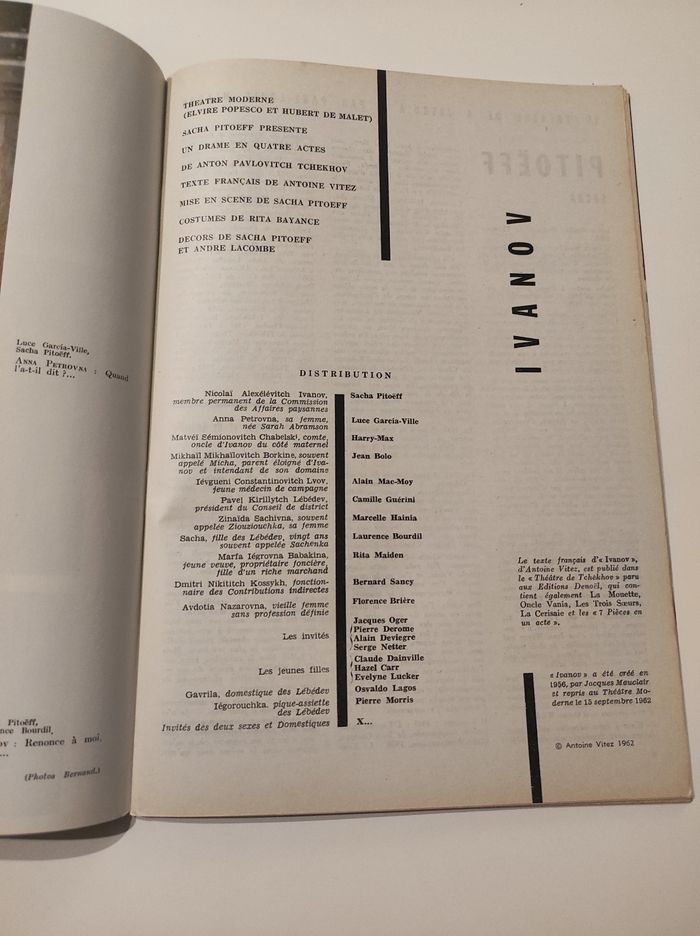 Luce Garcia-Ville,
Sacha Pitoëff.
ANNA PETROVNA : Quand
l'a-t-il dit ?...
Pitoëff,
nce Bourdil.
ov : Renonce à moi.
...
(Photos Bernand.)
THEATRE MODERNE
(ELVIRE POPESCO ET HUBERT DE MALET)
SACHA PITOEFF PRESENTE
UN DRAME EN QUATRE ACTES
DE ANTON PAVLOVITCH TCHEKHOV
TEXTE FRANÇAIS DE ANTOINE VITEZ
MISE EN SCENE DE SACHA PITOEFF
COSTUMES DE RITA BAYANCE
DECORS DE SACHA PITOEFF
ET ANDRE LACOMBE
IVANOV
DISTRIBUTION
Nicolaï Alexéïévitch Ivanov, Sacha Pitoëff
membre permanent de la Commission
des Affaires paysannes
Anna Petrovna, sa femme, Luce Garcia-Ville
née Sarah Abramson
Matvéï Sémionovitch Chabelski, comte, Harry-Max
oncle d'Ivanov du côté maternel
Mikhaïl Mikhaïlovitch Borkine, souvent Jean Bolo
appelé Micha, parent éloigné d'Iva-
nov et intendant de son domaine
Iévgueni Constantinovitch Lvov, Alain Mac-Moy
jeune médecin de campagne
Pavel Kirillytch Lébédev, Camille Guérini
président du Conseil de district
Zinaïda Sachivna, souvent Marcelle Hainia
appelée Ziouziouchka, sa femme
Sacha, fille des Lébédev, vingt ans Laurence Bourdil
souvent appelée Sachenka
Marfa Iégrovna Babakina, Rita Maiden
jeune veuve, propriétaire foncière,
fille d'un riche marchand
Dmitri Nikititch Kossykh, fonction- Bernard Sancy
naire des Contributions indirectes
Avdotia Nazarovna, vieille femme Florence Brière
sans profession définie
Les invités
Jacques Oger
Pierre Derome
Alain Deviegre
Serge Netter
Les jeunes filles
Claude Dainville
Hazel Carr
Evelyne Lucker
Gavrila, domestique des Lébédev Osvaldo Lagos
Iégorouchka, pique-assiette Pierre Morris
des Lébédev
Invités des deux sexes et Domestiques X...
Le texte français d'« Ivanov »,
d'Antoine Vitez, est publié dans
le « Théâtre de Tchékhov » paru
aux Editions Denoël, qui con-
tient également La Mouette,
Oncle Vania, Les Trois Sœurs,
La Cerisaie et les « 7 Pièces en
un acte ».
« Ivanov » a été créé en
1956, par Jacques Mauclair
et repris au Théâtre Mo-
derne le 15 septembre 1962
© Antoine Vitez 1962